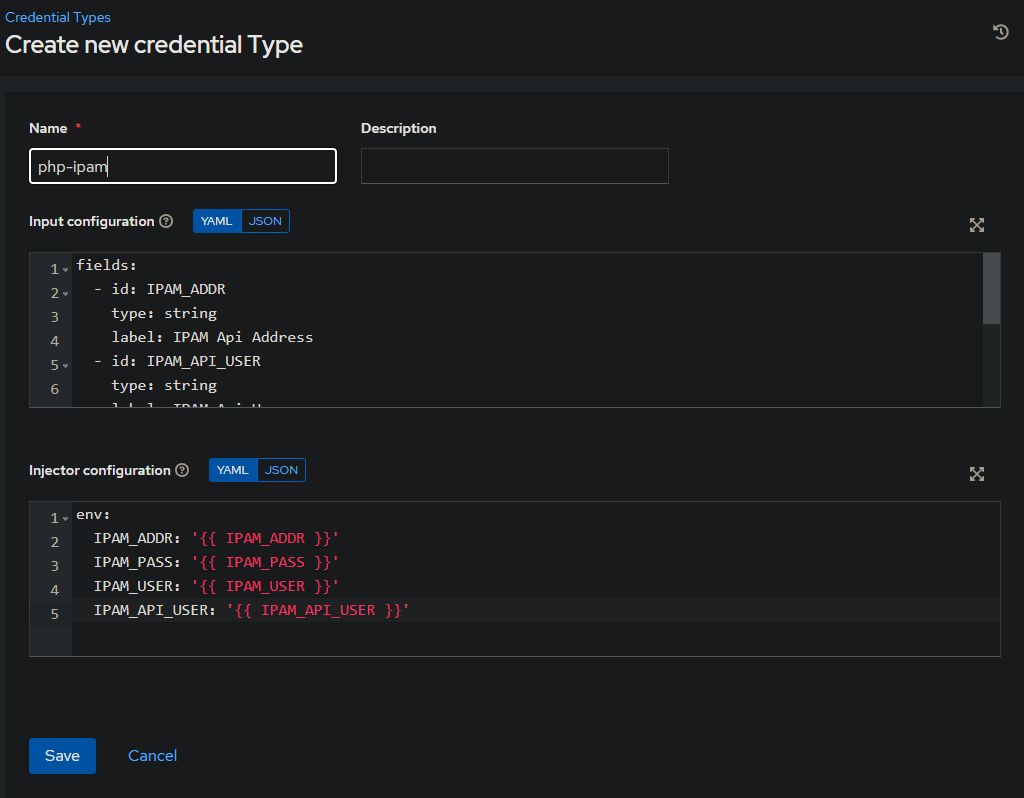 Credential Types
Create new credential Type
Name *
Description
php-ipam
Input configuration ? YAML JSON
1 fields:
2   - id: IPAM_ADDR
3     type: string
4     label: IPAM Api Address
5   - id: IPAM_API_USER
6     type: string
Injector configuration ? YAML JSON
1 env:
2   IPAM_ADDR: '{{ IPAM_ADDR }}'
3   IPAM_PASS: '{{ IPAM_PASS }}'
4   IPAM_USER: '{{ IPAM_USER }}'
5   IPAM_API_USER: '{{ IPAM_API_USER }}'
Save Cancel